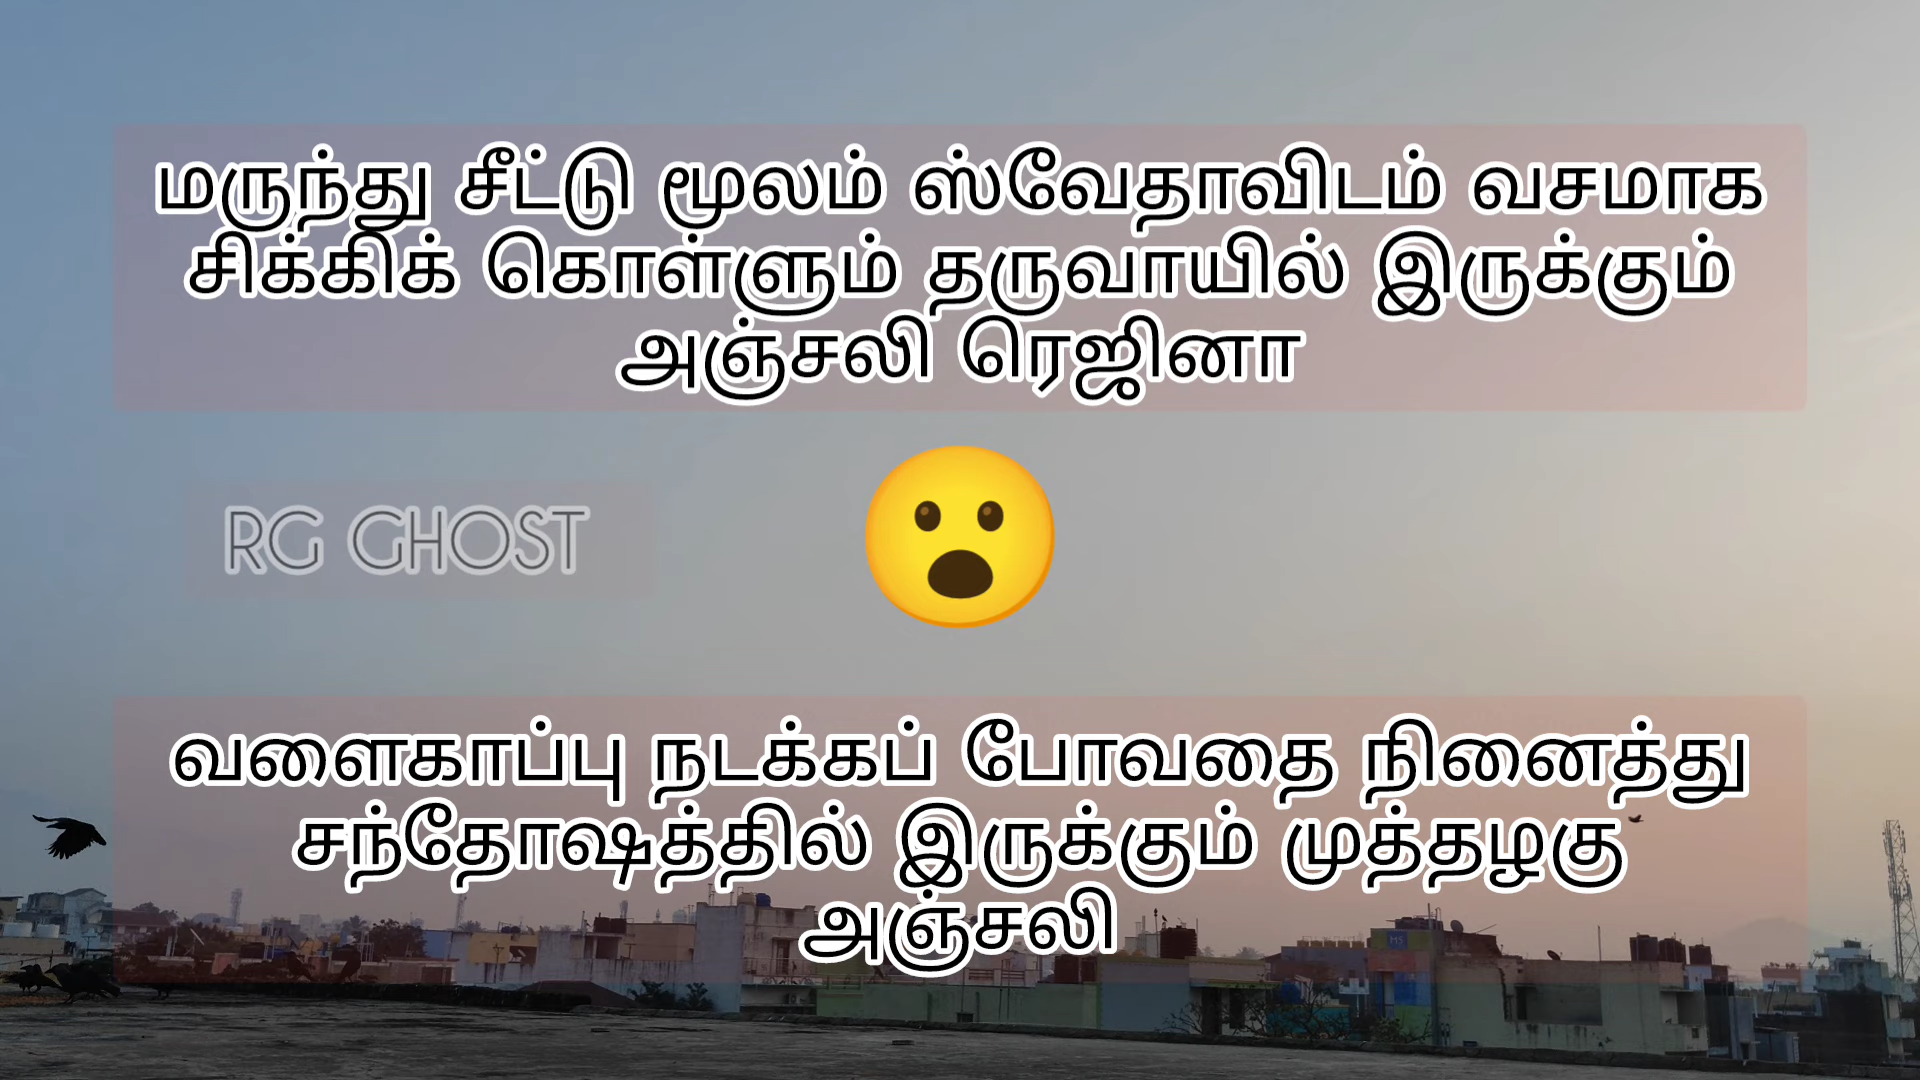 மருந்து சீட்டு மூலம் ஸ்வேதாவிடம் வசமாக
சிக்கிக் கொள்ளும் தருவாயில் இருக்கும்
அஞ்சலி ரெஜினா
RG GHOST
வளைகாப்பு நடக்கப் போவதை நினைத்து
சந்தோஷத்தில் இருக்கும் முத்தழகு
அஞ்சலி
HS